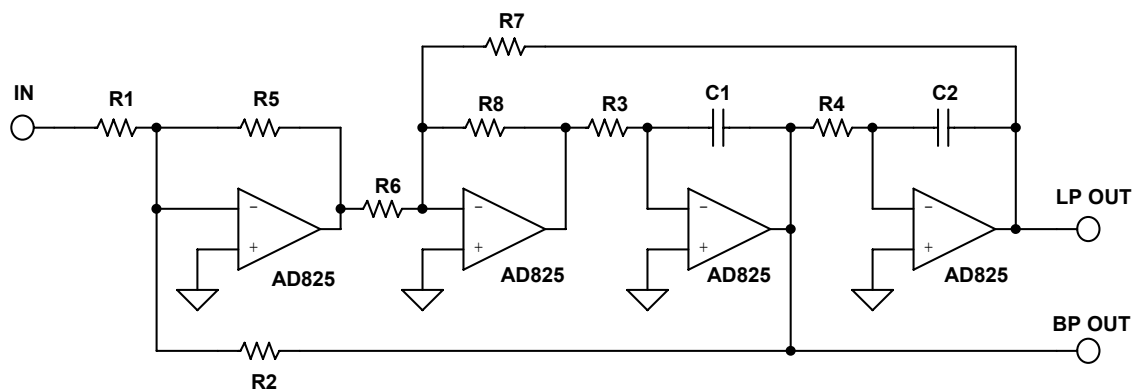 R7
IN
R1
R5
R8
R3
C1
R4
C2
R6
−
+
AD825
−
+
AD825
−
+
AD825
−
+
AD825
LP OUT
BP OUT
R2